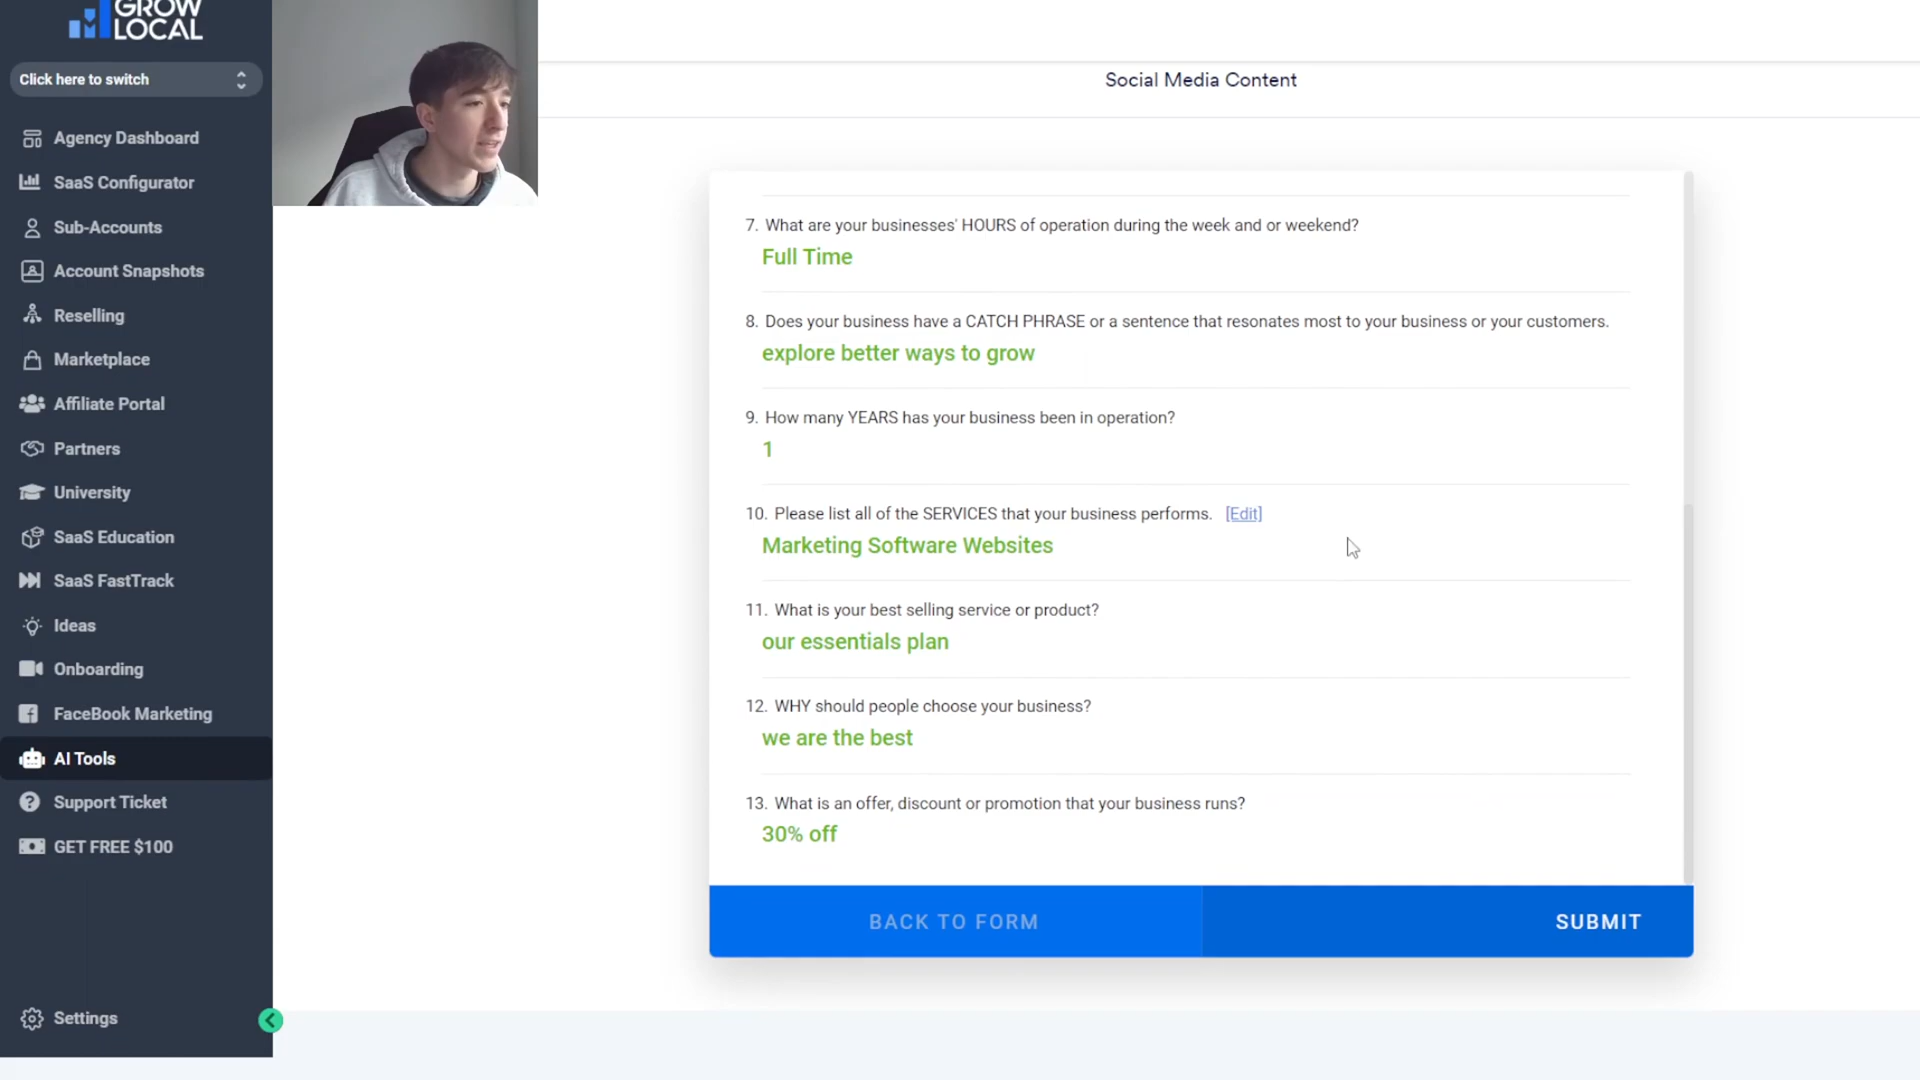 GROW
LOCAL
Click here to switch
Agency Dashboard
SaaS Configurator
Sub-Accounts
Account Snapshots
Reselling
Marketplace
Affiliate Portal
Partners
University
SaaS Education
SaaS FastTrack
Ideas
Onboarding
FaceBook Marketing
AI Tools
Support Ticket
GET FREE $100
Settings
Social Media Content
7. What are your businesses' HOURS of operation during the week and or weekend?
Full Time
8. Does your business have a CATCH PHRASE or a sentence that resonates most to your business or your customers.
explore better ways to grow
9. How many YEARS has your business been in operation?
1
10. Please list all of the SERVICES that your business performs. [Edit]
Marketing Software Websites
11. What is your best selling service or product?
our essentials plan
12. WHY should people choose your business?
we are the best
13. What is an offer, discount or promotion that your business runs?
30% off
BACK TO FORM
SUBMIT